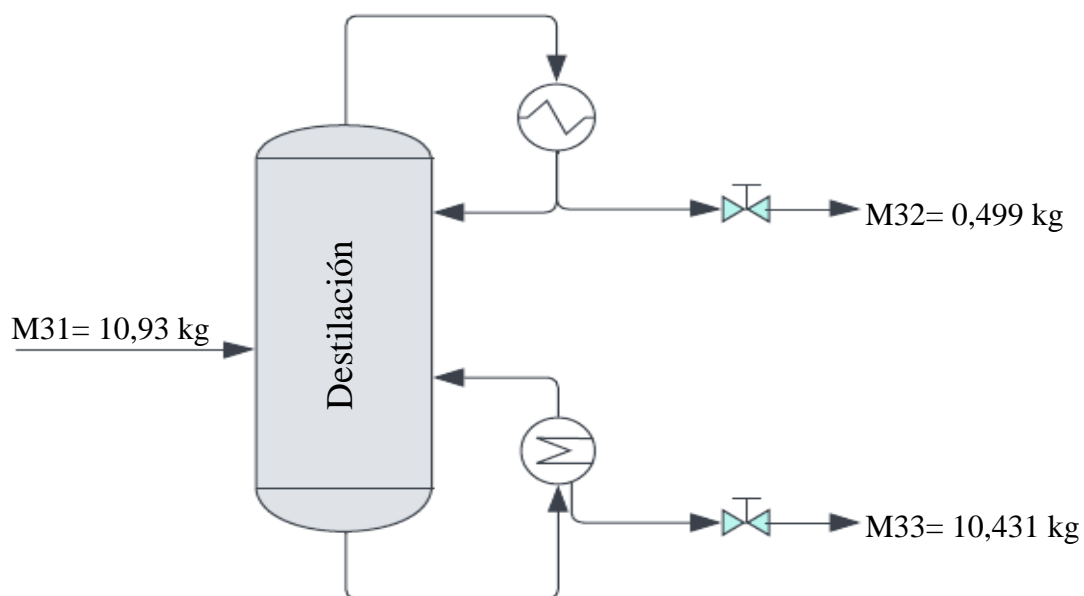 M32= 0,499 kg
Destilación
M31= 10,93 kg
M33= 10,431 kg